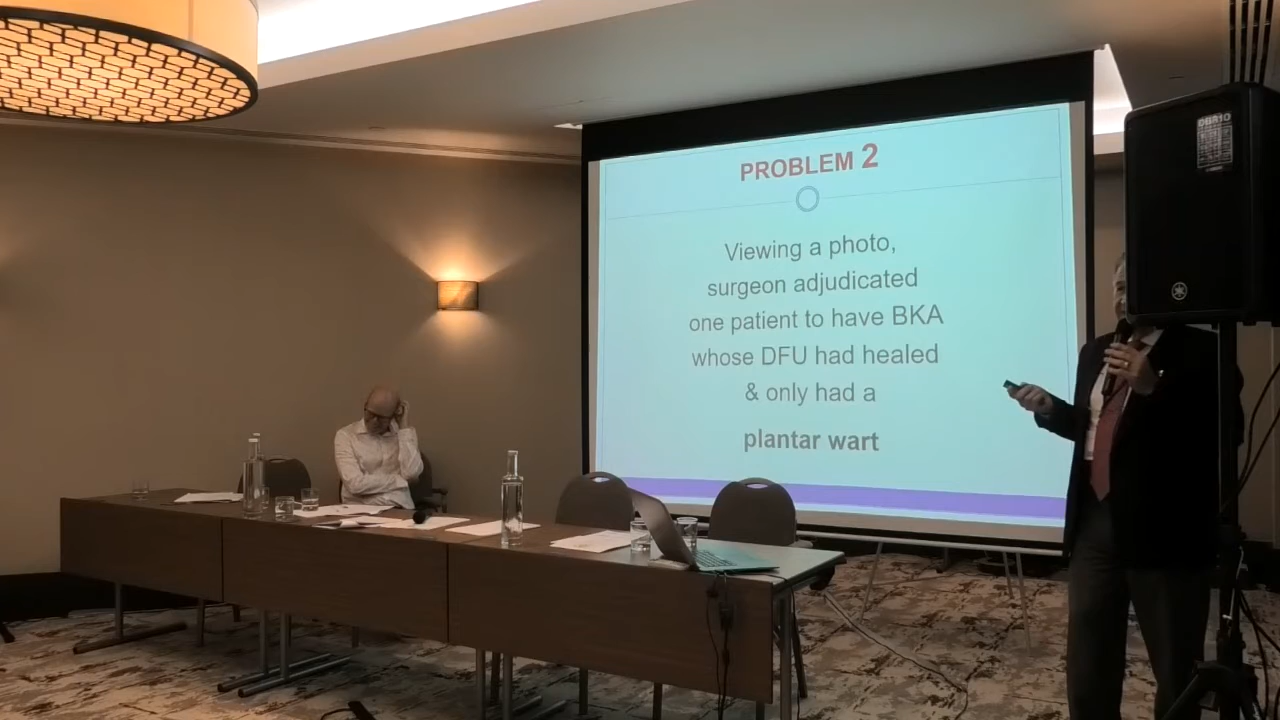 PROBLEM 2
Viewing a photo,
surgeon adjudicated
one patient to have BKA
whose DFU had healed
& only had a
plantar wart
DBR10